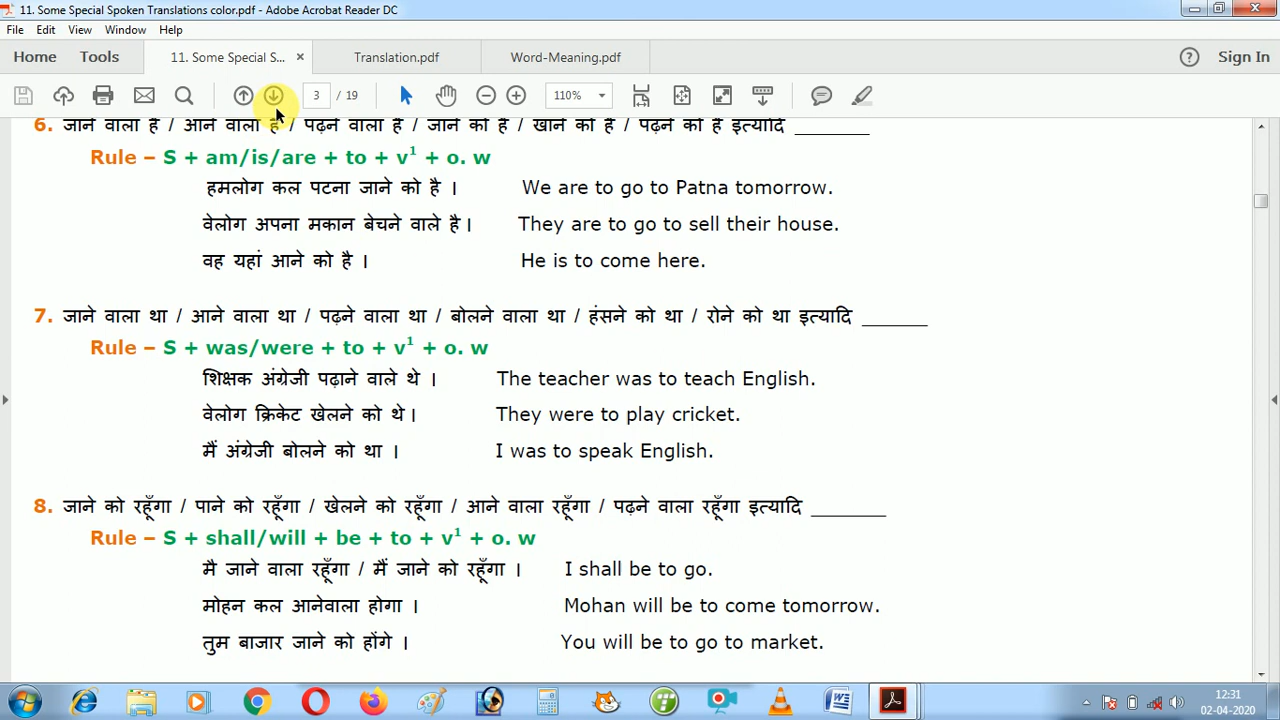 11. Some Special Spoken Translations color.pdf - Adobe Acrobat Reader DC
File Edit View Window Help
Home Tools 11. Some Special S... × Translation.pdf Word-Meaning.pdf ? Sign In
3 / 19 110%
6. जाने वाला है / आने वाला है / पढ़ने वाला है / जाने को है / खाने को है / पढ़ने को है इत्यादि ________
Rule – S + am/is/are + to + v¹ + o. w
हमलोग कल पटना जाने को है । We are to go to Patna tomorrow.
वेलोग अपना मकान बेचने वाले है । They are to go to sell their house.
वह यहां आने को है । He is to come here.
7. जाने वाला था / आने वाला था / पढ़ने वाला था / बोलने वाला था / हंसने को था / रोने को था इत्यादि _______
Rule – S + was/were + to + v¹ + o. w
शिक्षक अंग्रेजी पढ़ाने वाले थे । The teacher was to teach English.
वेलोग क्रिकेट खेलने को थे । They were to play cricket.
मैं अंग्रेजी बोलने को था । I was to speak English.
8. जाने को रहूँगा / पाने को रहूँगा / खेलने को रहूँगा / आने वाला रहूँगा / पढ़ने वाला रहूँगा इत्यादि ________
Rule – S + shall/will + be + to + v¹ + o. w
मै जाने वाला रहूँगा / मैं जाने को रहूँगा । I shall be to go.
मोहन कल आनेवाला होगा । Mohan will be to come tomorrow.
तुम बाजार जाने को होंगे । You will be to go to market.
12:31
02-04-2020